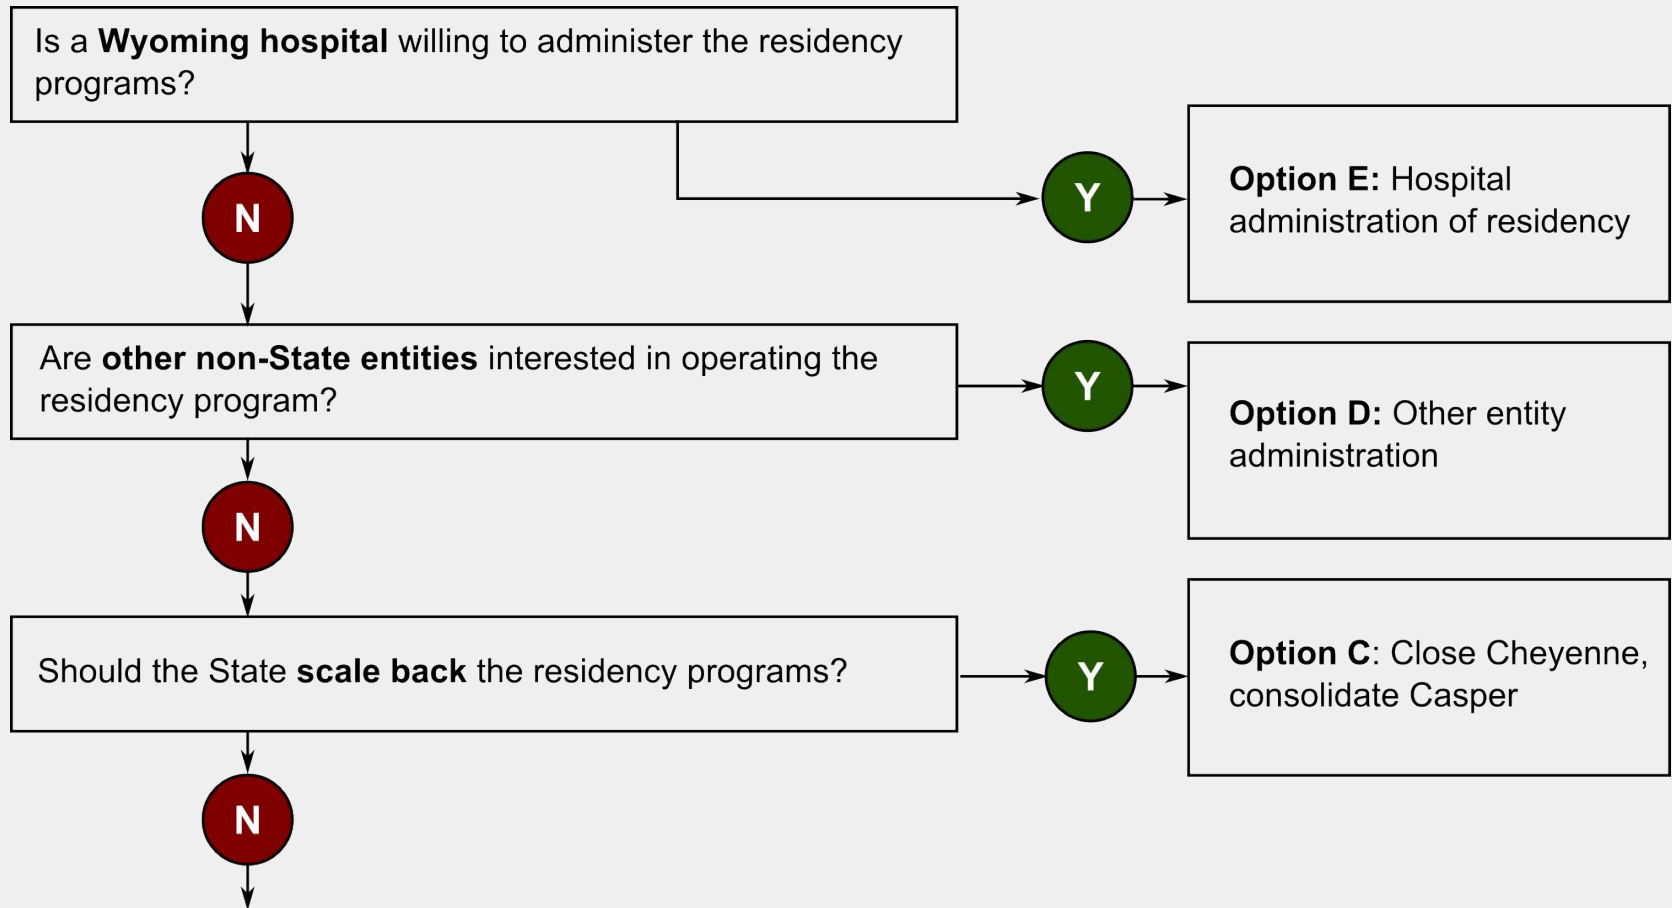 Is a Wyoming hospital willing to administer the residency
programs?
Y
Option E: Hospital
administration of residency
N
Are other non-State entities interested in operating the
residency program?
Y
Option D: Other entity
administration
N
Should the State scale back the residency programs?
Y
Option C: Close Cheyenne,
consolidate Casper
N